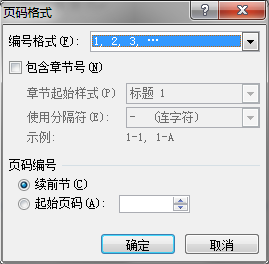 页码格式
编号格式(F): 1, 2, 3, …
包含章节号(N)
章节起始样式(P) 标题 1
使用分隔符(E): - (连字符)
示例: 1-1, 1-A
页码编号
续前节(C)
起始页码(A):
确定 取消